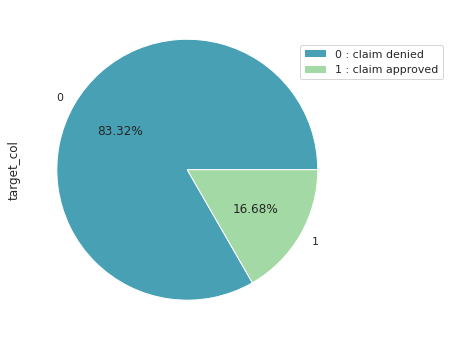 0 : claim denied
1 : claim approved
0
83.32%
target_col
16.68%
1